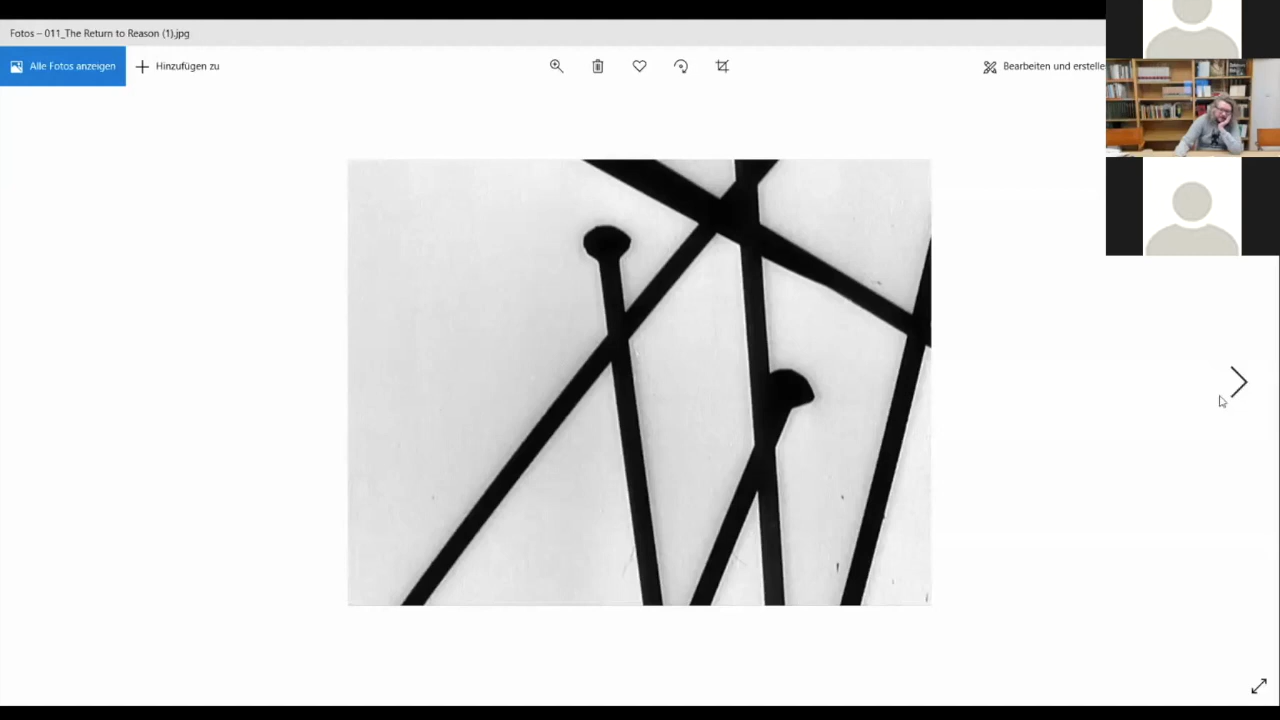 Fotos – 011_The Return to Reason (1).jpg
Alle Fotos anzeigen
Hinzufügen zu
Bearbeiten und erstelle